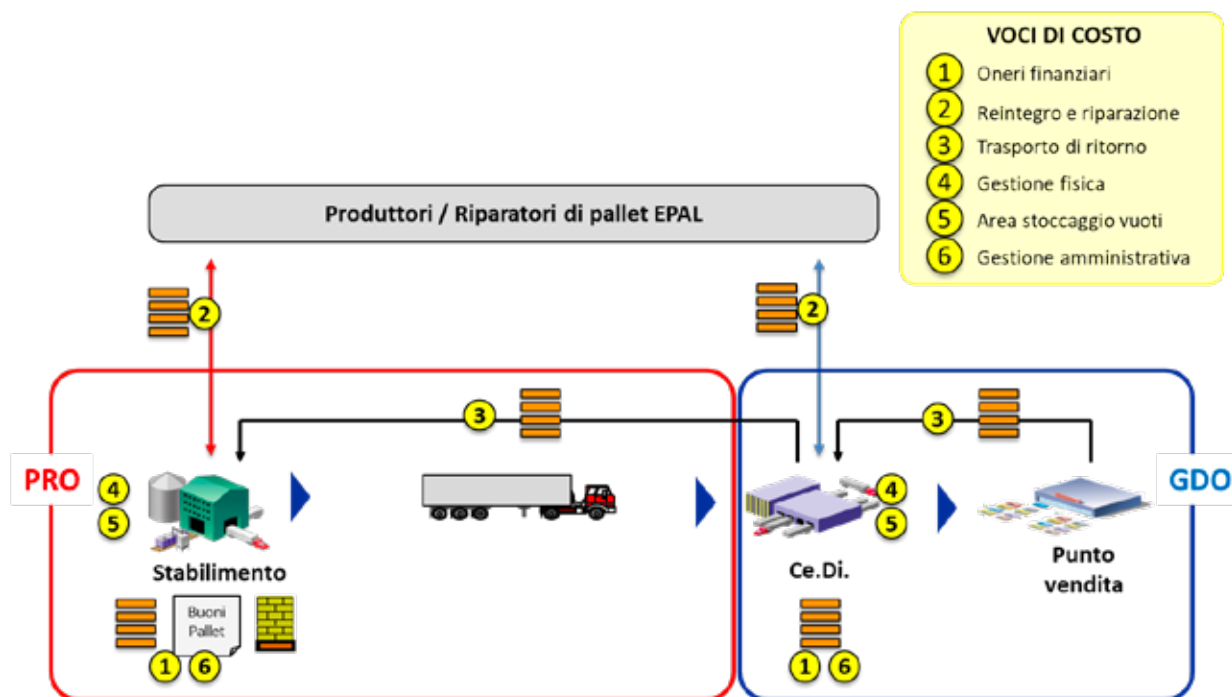 VOCI DI COSTO
1 Oneri finanziari
2 Reintegro e riparazione
3 Trasporto di ritorno
4 Gestione fisica
5 Area stoccaggio vuoti
6 Gestione amministrativa
Produttori / Riparatori di pallet EPAL
2
2
3
3
PRO
GDO
4
5
4
5
Stabilimento
Ce.Di.
Punto
vendita
Buoni
Pallet
1 6
1 6